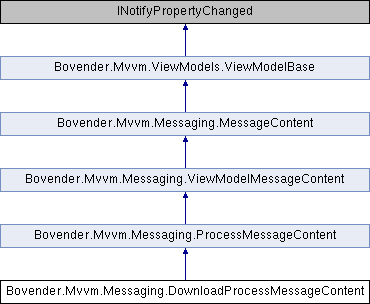 INotifyPropertyChanged
Bovender.Mvvm.ViewModels.ViewModelBase
Bovender.Mvvm.Messaging.MessageContent
Bovender.Mvvm.Messaging.ViewModelMessageContent
Bovender.Mvvm.Messaging.ProcessMessageContent
Bovender.Mvvm.Messaging.DownloadProcessMessageContent